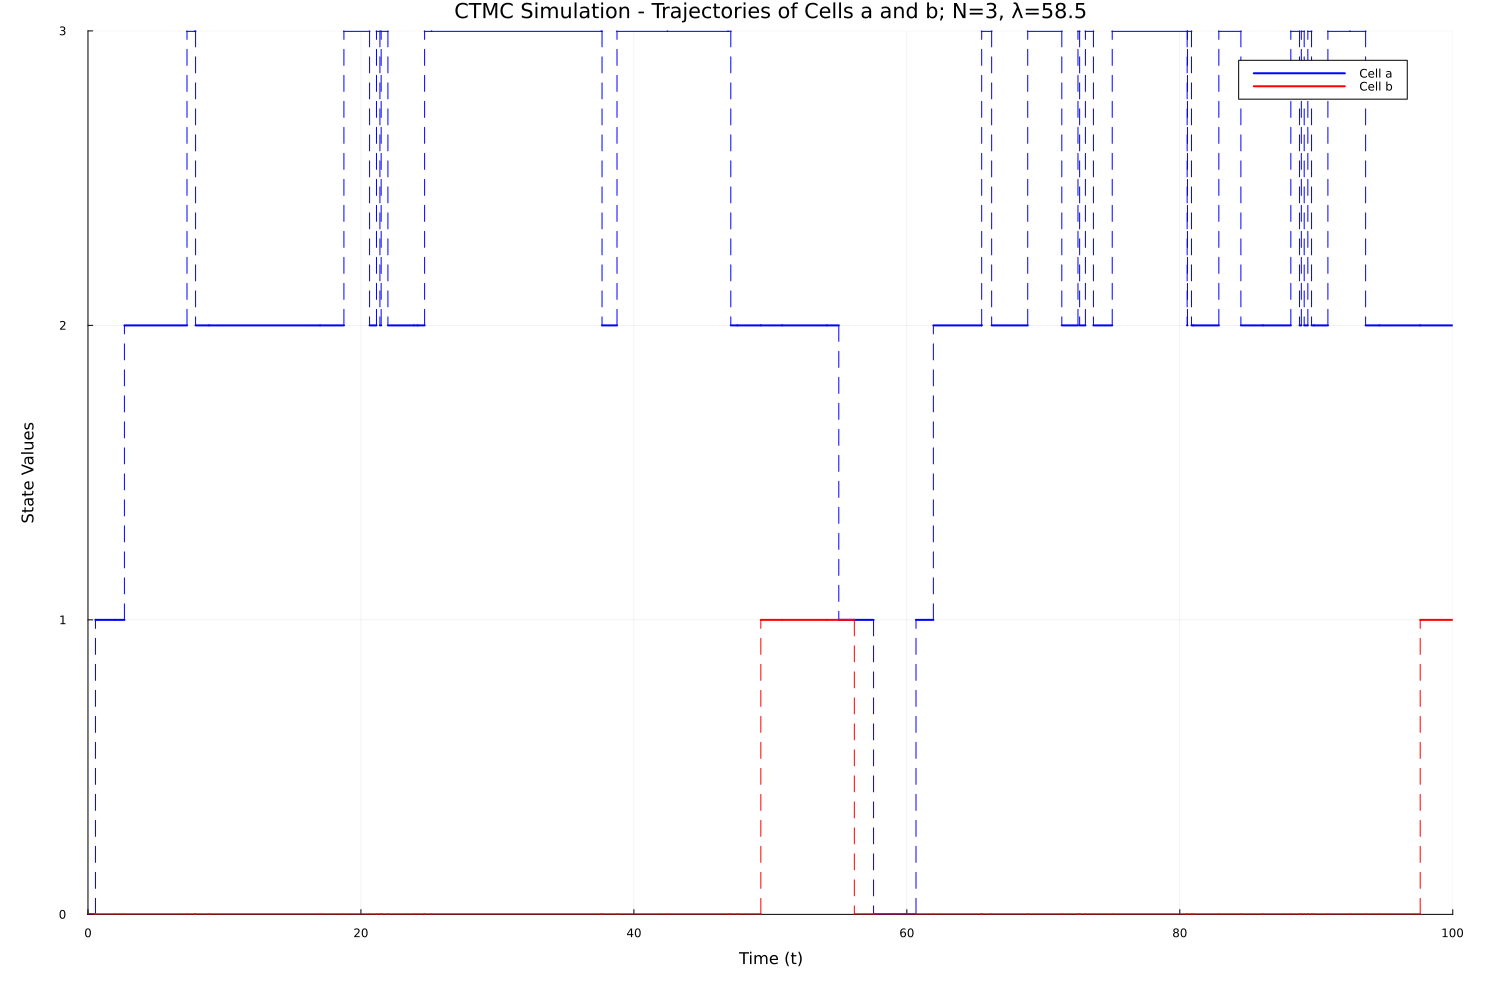 CTMC Simulation - Trajectories of Cells a and b; N=3, λ=58.5
3
Cell a
Cell b
2
State Values
1
0
0 20 40 60 80 100
Time (t)